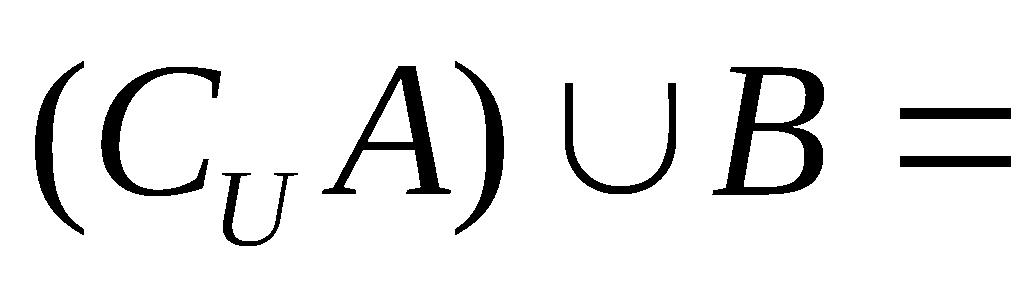 (C_U A) ∪ B =